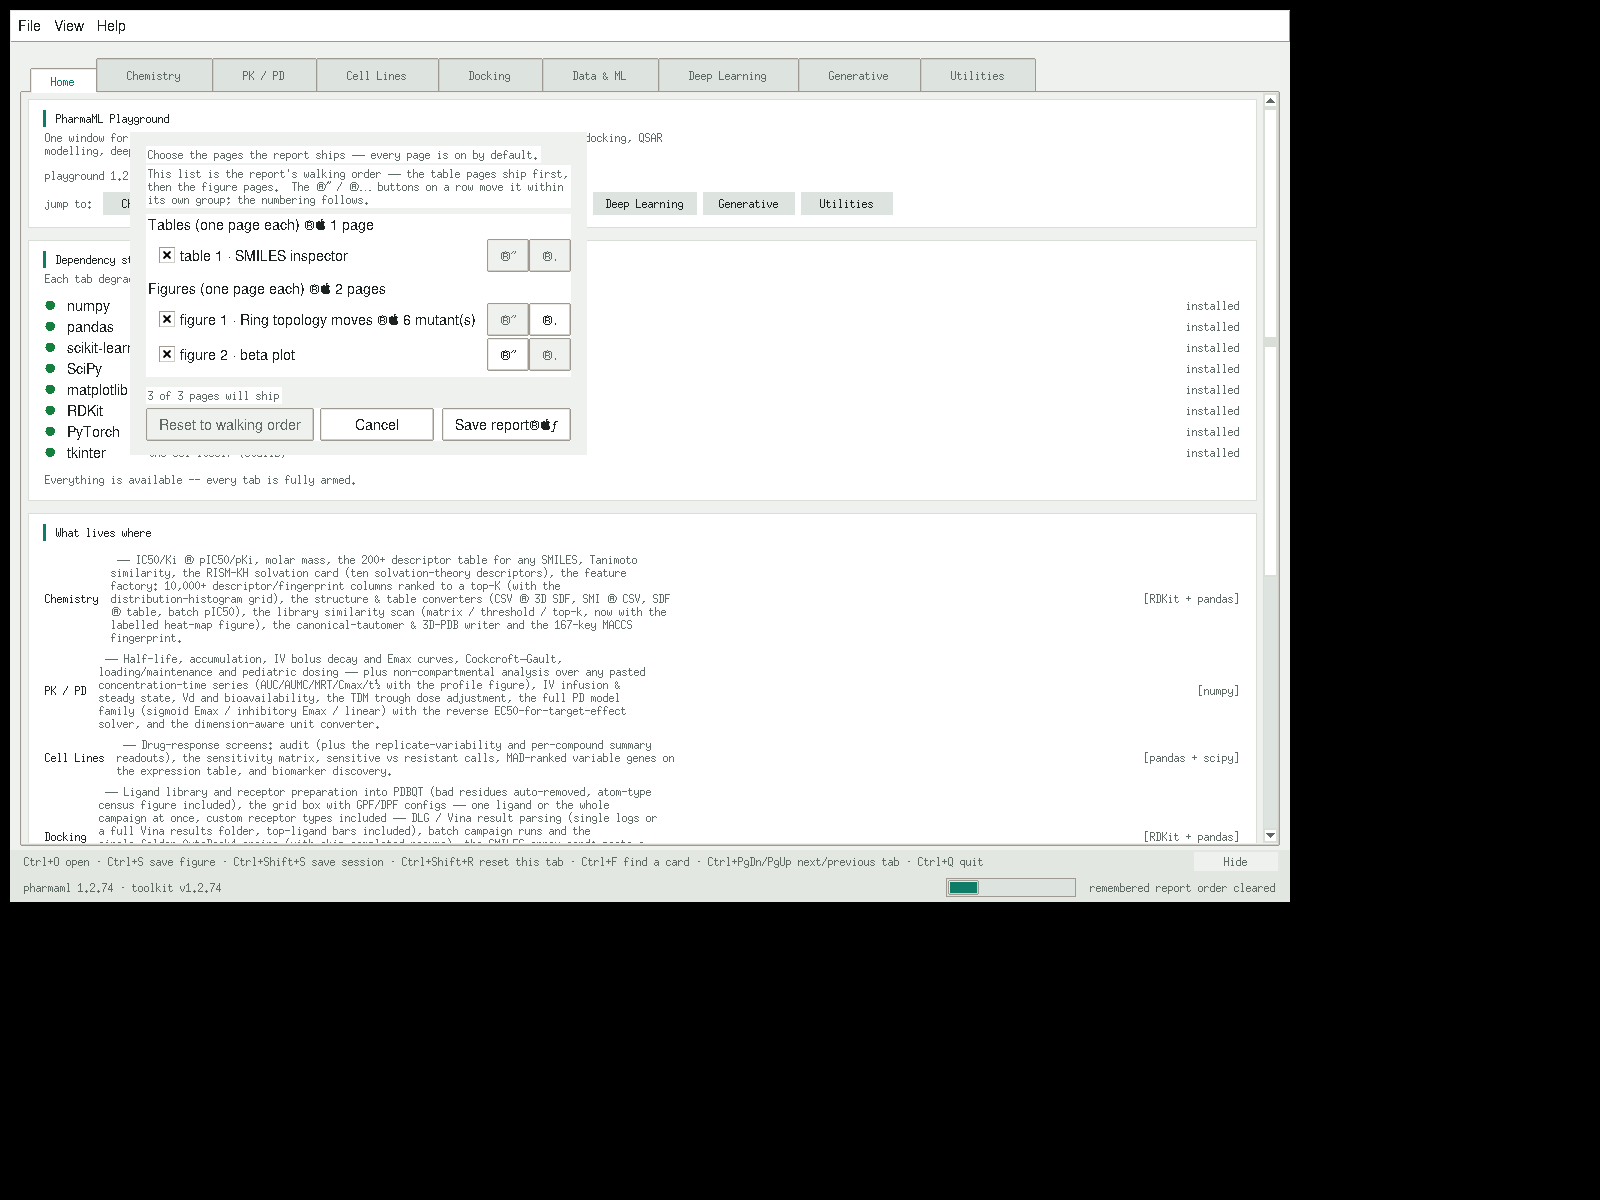 File View Help
Home Chemistry PK / PD Cell Lines Docking Data & ML Deep Learning Generative Utilities
PharmaML Playground
One window for docking, QSAR
modelling,
playground 1.2
jump to: Deep Learning Generative Utilities
Choose the pages the report ships — every page is on by default.
This list is the report's walking order — the table pages ship first,
then the figure pages. The ®˝ / ®… buttons on a row move it within
its own group; the numbering follows.
Tables (one page each) ® 1 page
table 1 · SMILES inspector ®˝ ®.
Figures (one page each) ® 2 pages
figure 1 · Ring topology moves ® 6 mutant(s) ®˝ ®.
figure 2 · beta plot ®˝ ®.
3 of 3 pages will ship
Reset to walking order Cancel Save report®ƒ
Dependency
Each tab
numpy installed
pandas installed
scikit-learn installed
SciPy installed
matplotlib installed
RDKit installed
PyTorch installed
tkinter installed
Everything is available -- every tab is fully armed.
What lives where
Chemistry — IC50/Ki ® pIC50/pKi, molar mass, the 200+ descriptor table for any SMILES, Tanimoto
similarity, the RISM-KH solvation card (ten solvation-theory descriptors), the feature
factory: 10,000+ descriptor/fingerprint columns ranked to a top-K (with the
distribution-histogram grid), the structure & table converters (CSV ® 3D SDF, SMI ® CSV, SDF
® table, batch pIC50), the library similarity scan (matrix / threshold / top-k, now with the
labelled heat-map figure), the canonical-tautomer & 3D-PDB writer and the 167-key MACCS
fingerprint.
[RDKit + pandas]
PK / PD — Half-life, accumulation, IV bolus decay and Emax curves, Cockcroft–Gault,
loading/maintenance and pediatric dosing — plus non-compartmental analysis over any pasted
concentration-time series (AUC/AUMC/MRT/Cmax/t½ with the profile figure), IV infusion &
steady state, Vd and bioavailability, the TDM trough dose adjustment, the full PD model
family (sigmoid Emax / inhibitory Emax / linear) with the reverse EC50-for-target-effect
solver, and the dimension-aware unit converter.
[numpy]
Cell Lines — Drug-response screens: audit (plus the replicate-variability and per-compound summary
readouts), the sensitivity matrix, sensitive vs resistant calls, MAD-ranked variable genes on
the expression table, and biomarker discovery.
[pandas + scipy]
Docking — Ligand library and receptor preparation into PDBQT (bad residues auto-removed, atom-type
census figure included), the grid box with GPF/DPF configs — one ligand or the whole
campaign at once, custom receptor types included — DLG / Vina result parsing (single logs or
a full Vina results folder, top-ligand bars included), batch campaign runs and the
[RDKit + pandas]
Ctrl+O open · Ctrl+S save figure · Ctrl+Shift+S save session · Ctrl+Shift+R reset this tab · Ctrl+F find a card · Ctrl+PgDn/PgUp next/previous tab · Ctrl+Q quit Hide
pharmaml 1.2.74 · toolkit v1.2.74 remembered report order cleared